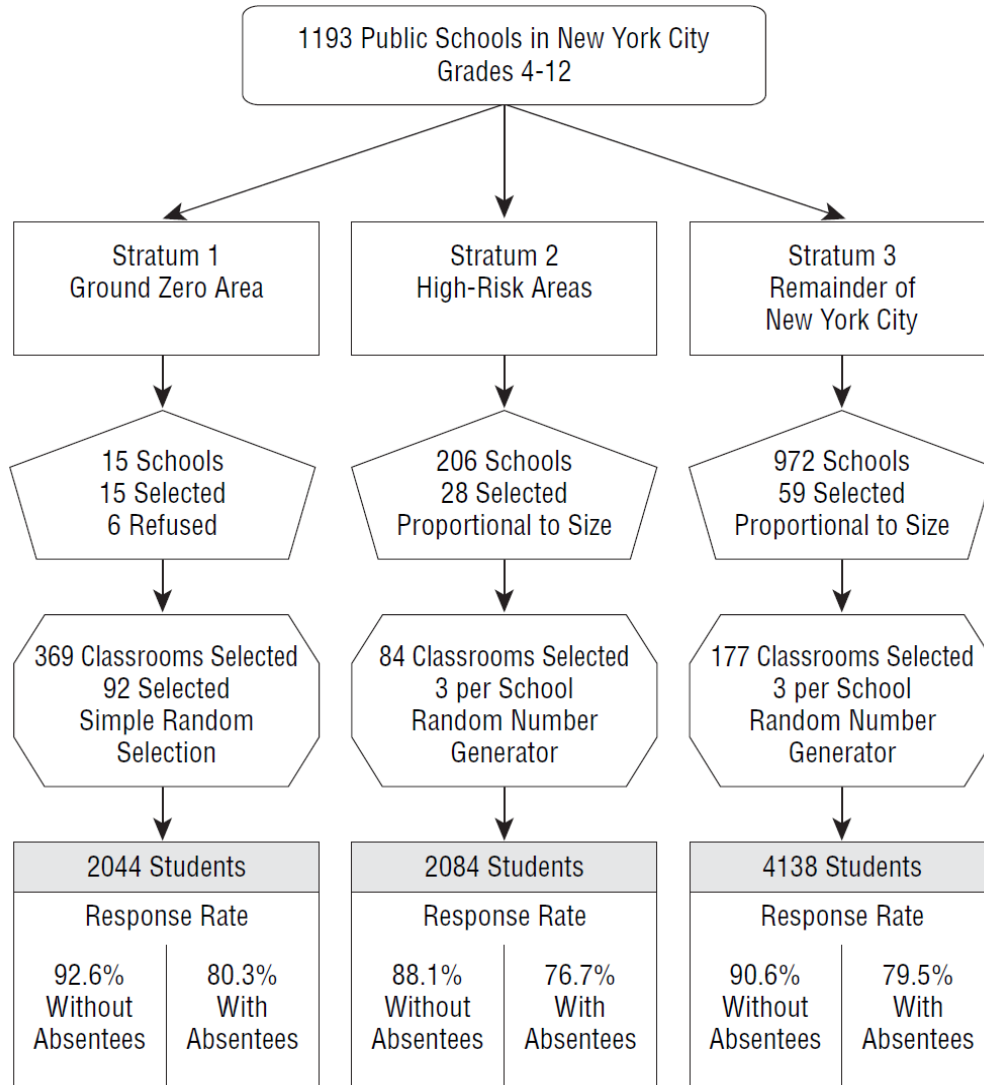 1193 Public Schools in New York City
Grades 4-12
Stratum 1
Ground Zero Area
Stratum 2
High-Risk Areas
Stratum 3
Remainder of
New York City
15 Schools
15 Selected
6 Refused
206 Schools
28 Selected
Proportional to Size
972 Schools
59 Selected
Proportional to Size
369 Classrooms Selected
92 Selected
Simple Random
Selection
84 Classrooms Selected
3 per School
Random Number
Generator
177 Classrooms Selected
3 per School
Random Number
Generator
2044 Students
Response Rate
92.6%
Without
Absentees
80.3%
With
Absentees
2084 Students
Response Rate
88.1%
Without
Absentees
76.7%
With
Absentees
4138 Students
Response Rate
90.6%
Without
Absentees
79.5%
With
Absentees